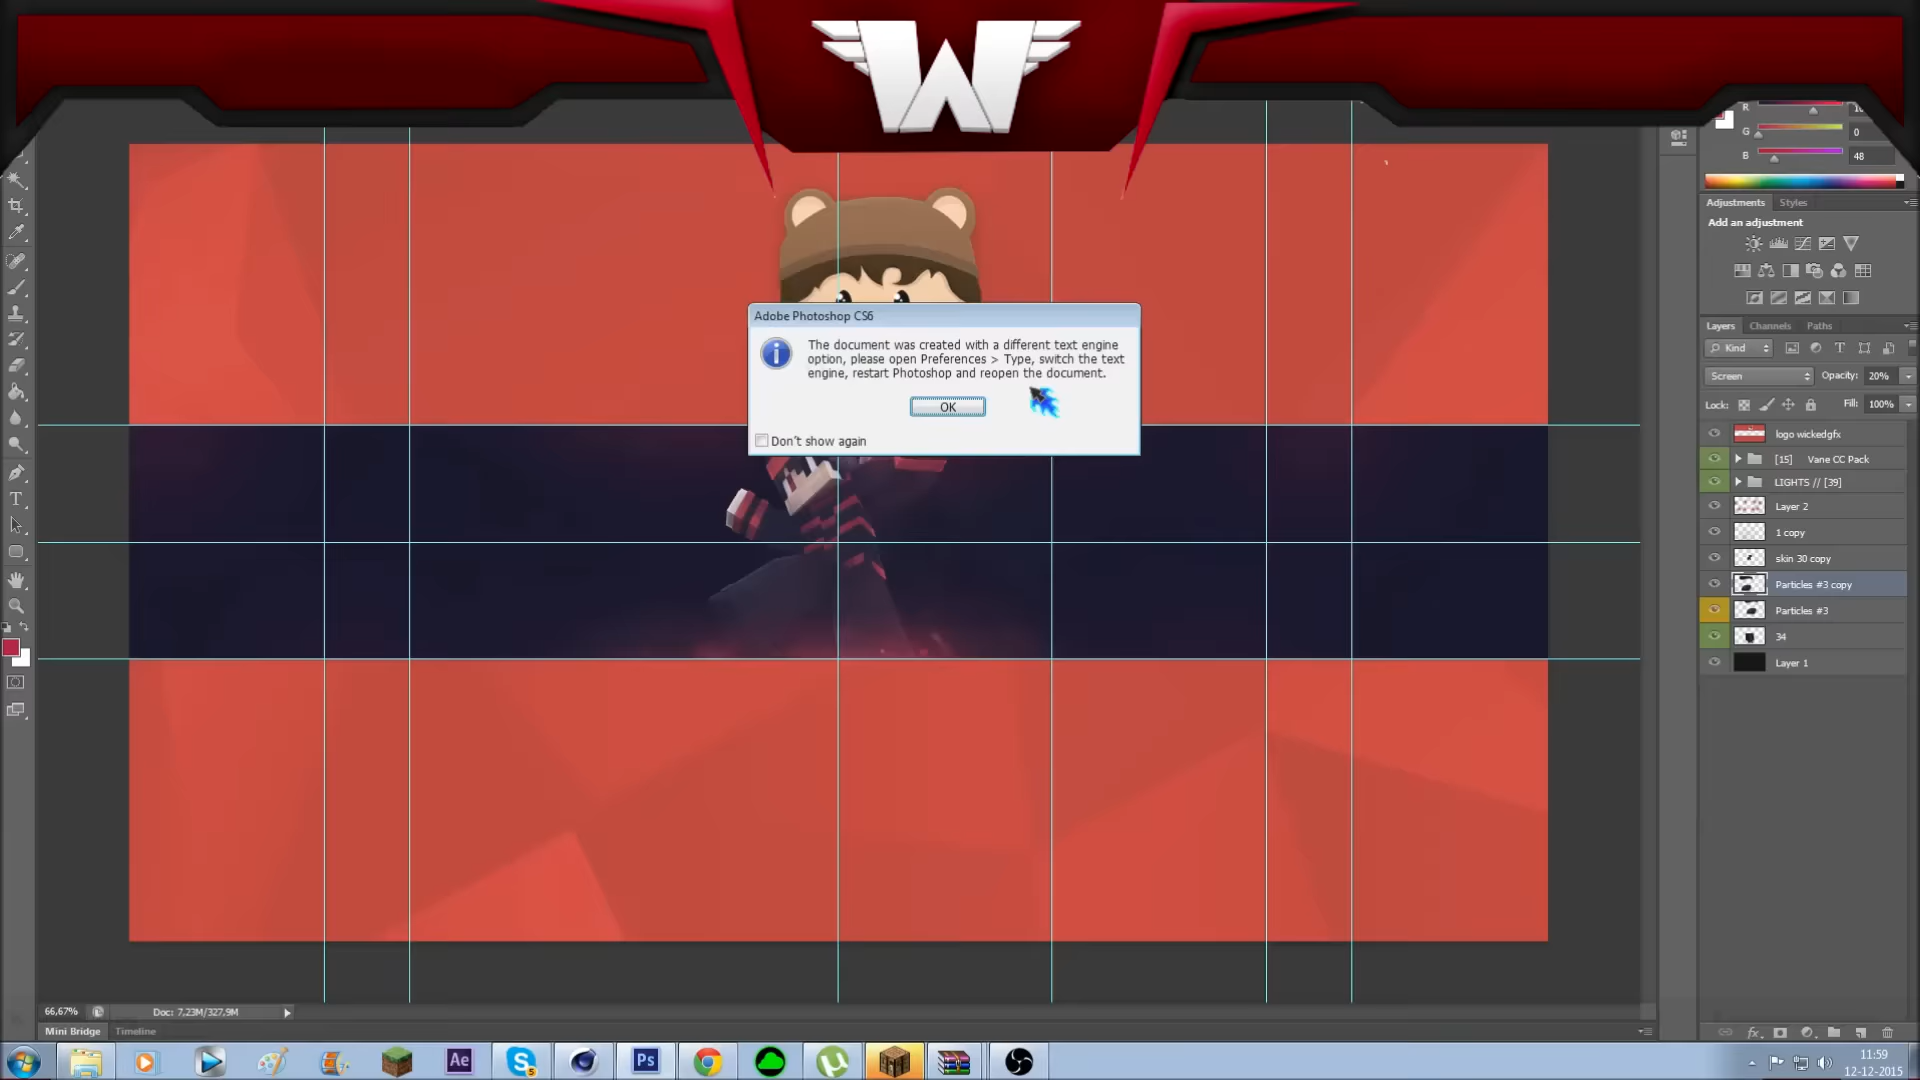 W
R
G 0
B 48
Adjustments Styles
Add an adjustment
Adobe Photoshop CS6
The document was created with a different text engine
option, please open Preferences > Type, switch the text
engine, restart Photoshop and reopen the document.
OK
Don't show again
Layers Channels Paths
Kind
Screen Opacity: 20%
Lock: Fill: 100%
logo wickedgfx
[15] Vane CC Pack
LIGHTS // [39]
Layer 2
1 copy
skin 30 copy
Particles #3 copy
Particles #3
34
Layer 1
66,67% Doc: 7,23M/327,9M
Mini Bridge Timeline
Ae
S 5
Ps
11:59
12-12-2015